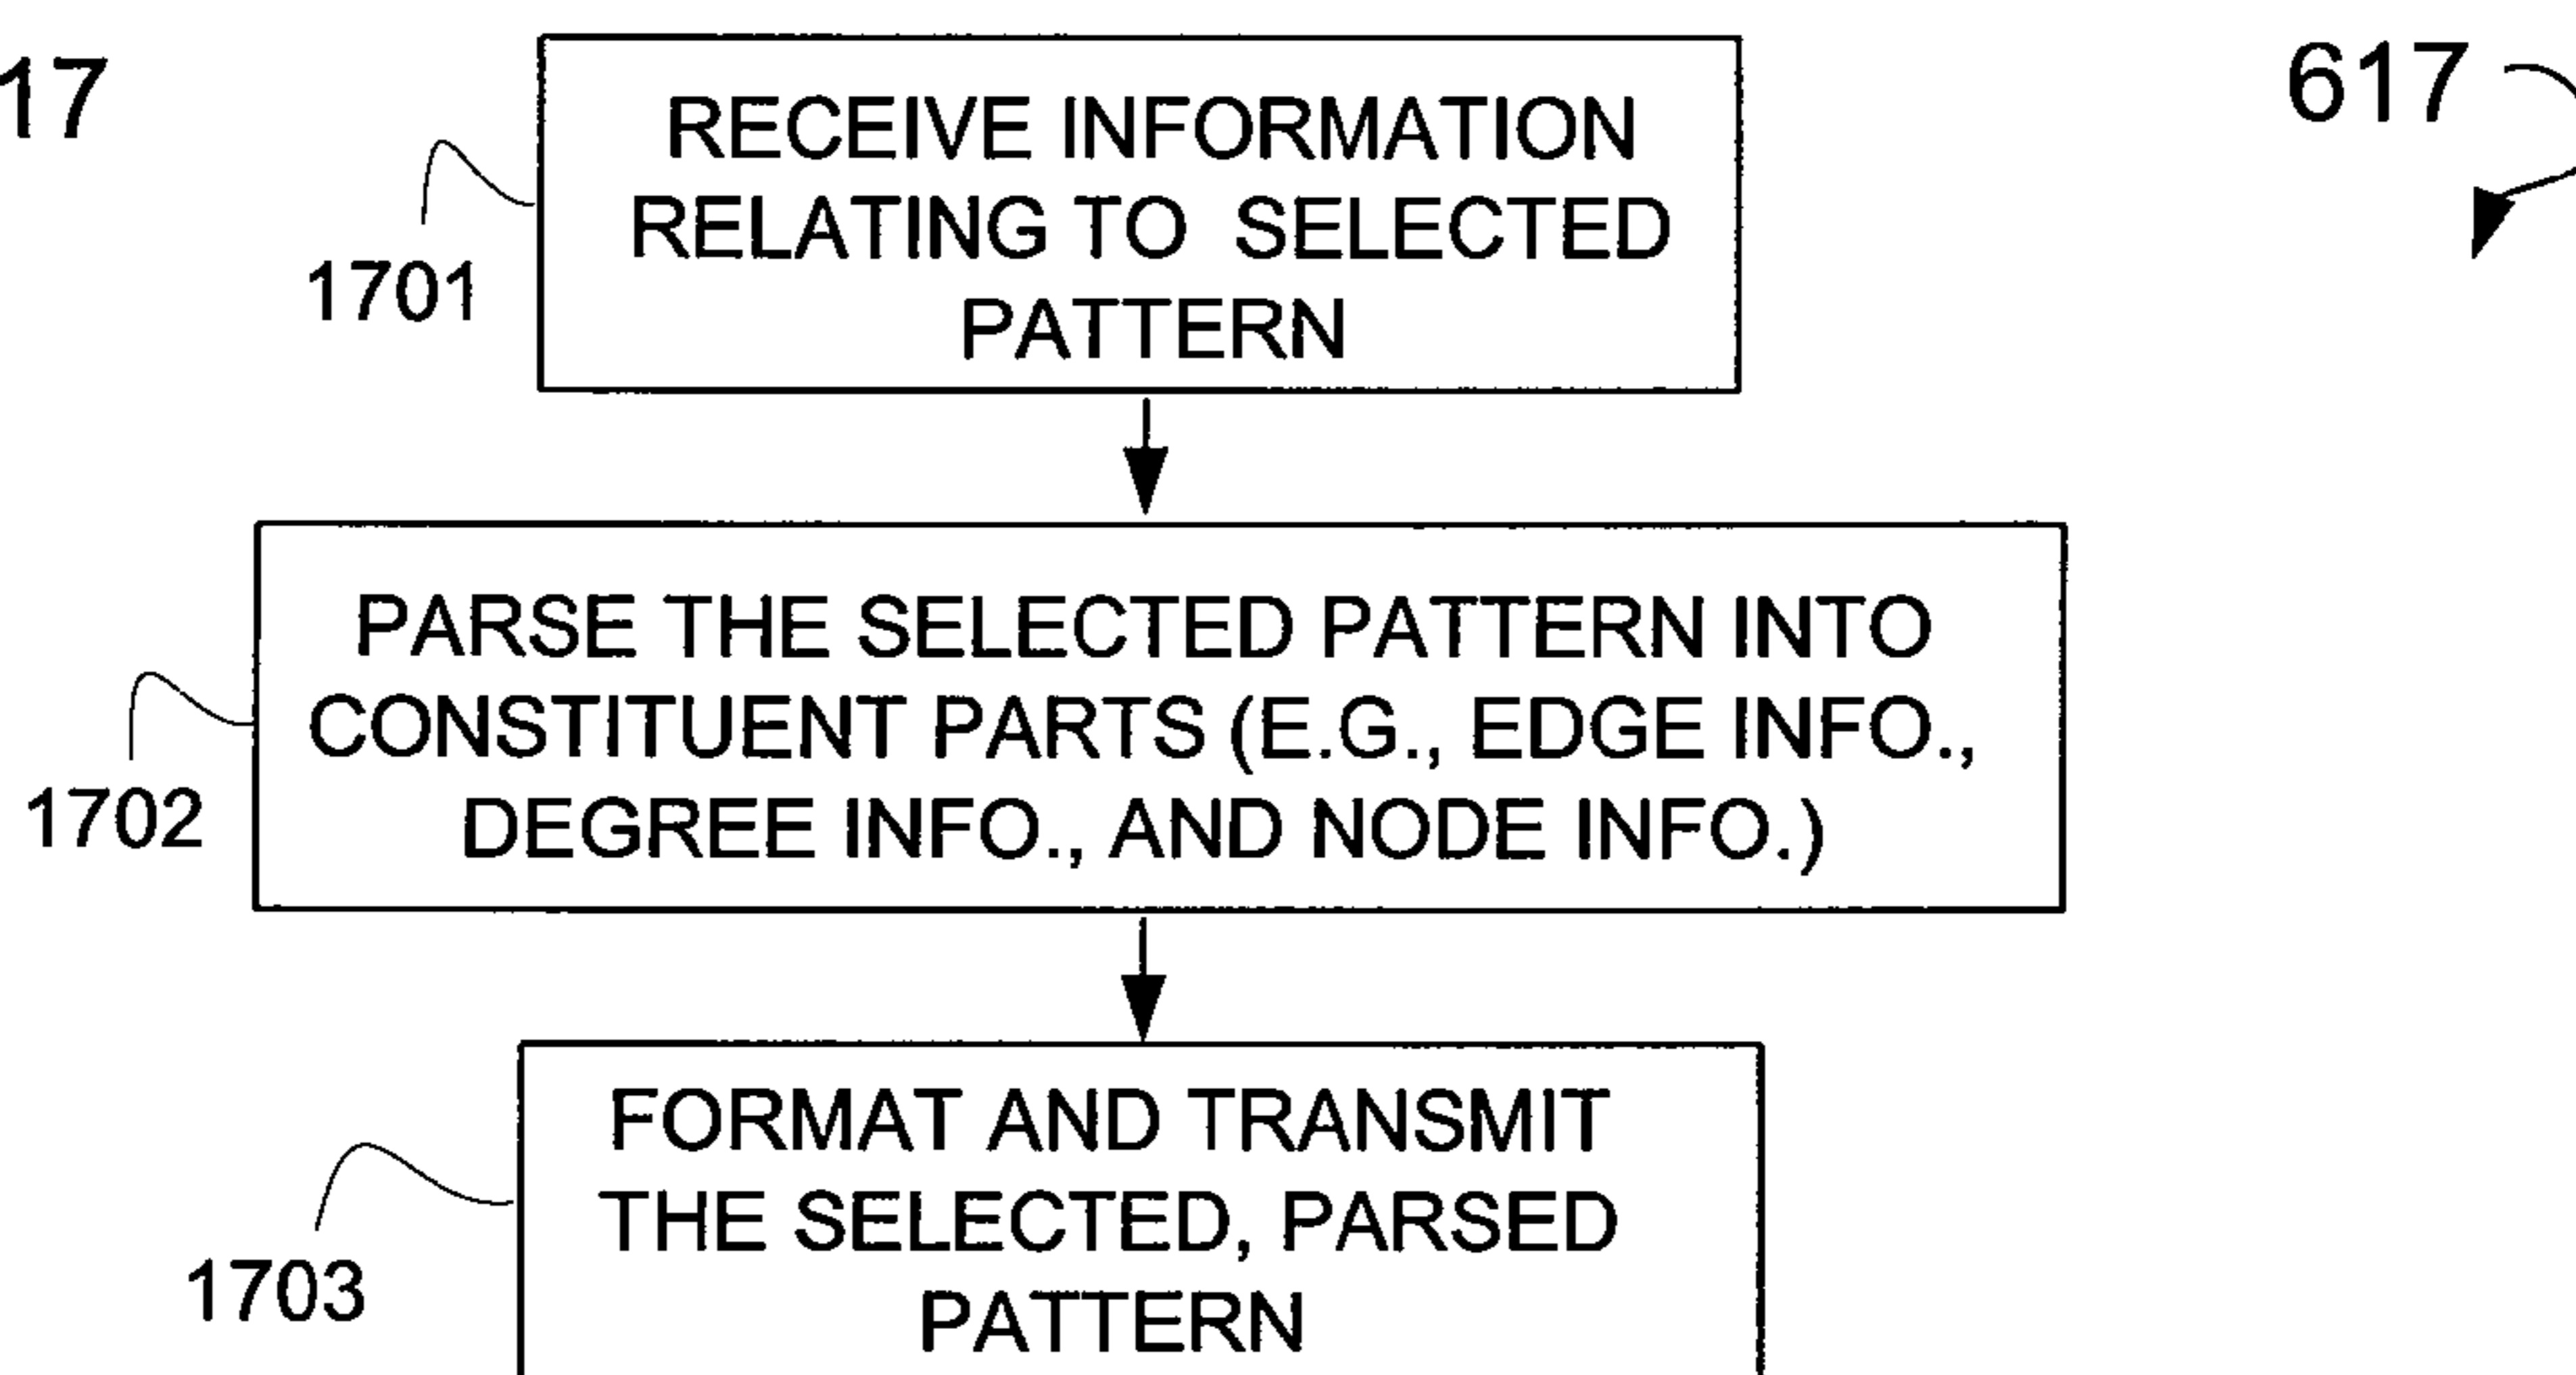 17
617
RECEIVE INFORMATION
RELATING TO SELECTED
PATTERN
1701
PARSE THE SELECTED PATTERN INTO
CONSTITUENT PARTS (E.G., EDGE INFO.,
DEGREE INFO., AND NODE INFO.)
1702
FORMAT AND TRANSMIT
THE SELECTED, PARSED
PATTERN
1703